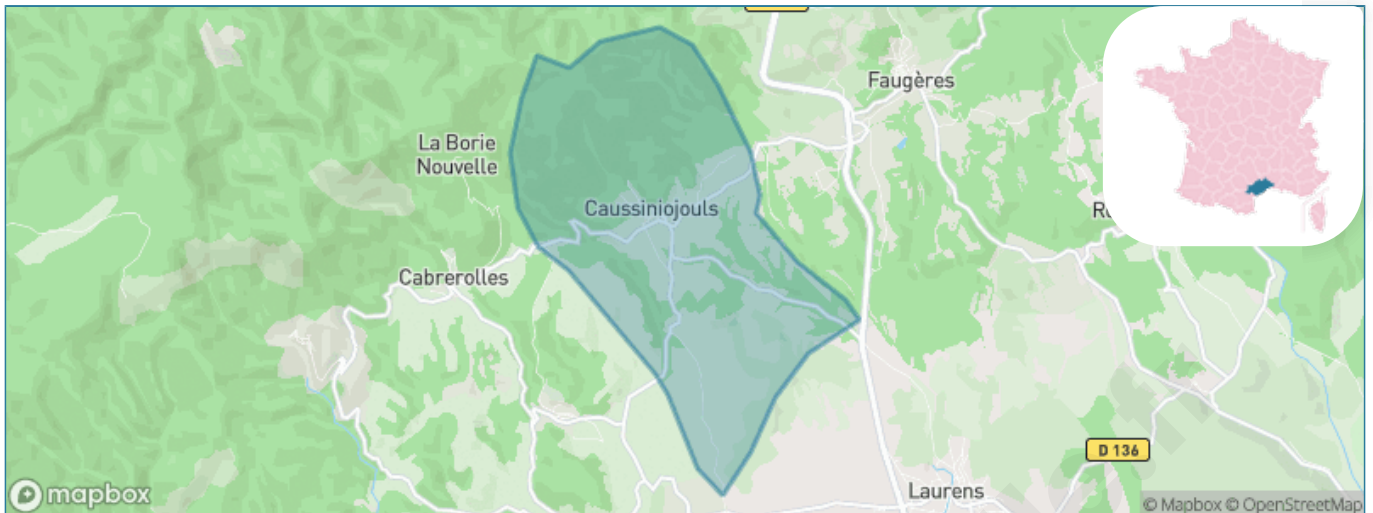 Faugères
La Borie
Nouvelle
Caussiniojouls
Cabrerolles
D 136
Laurens
mapbox
© Mapbox © OpenStreetMap